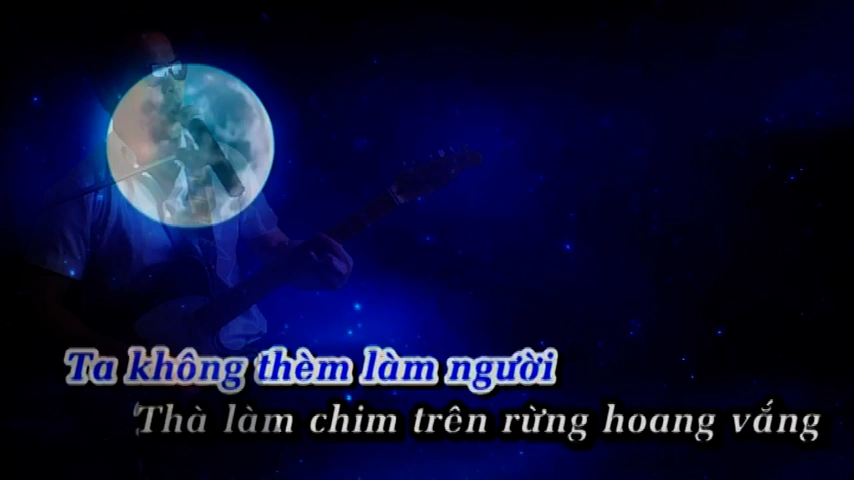 Ta không thèm làm người
Thà làm chim trên rừng hoang vắng